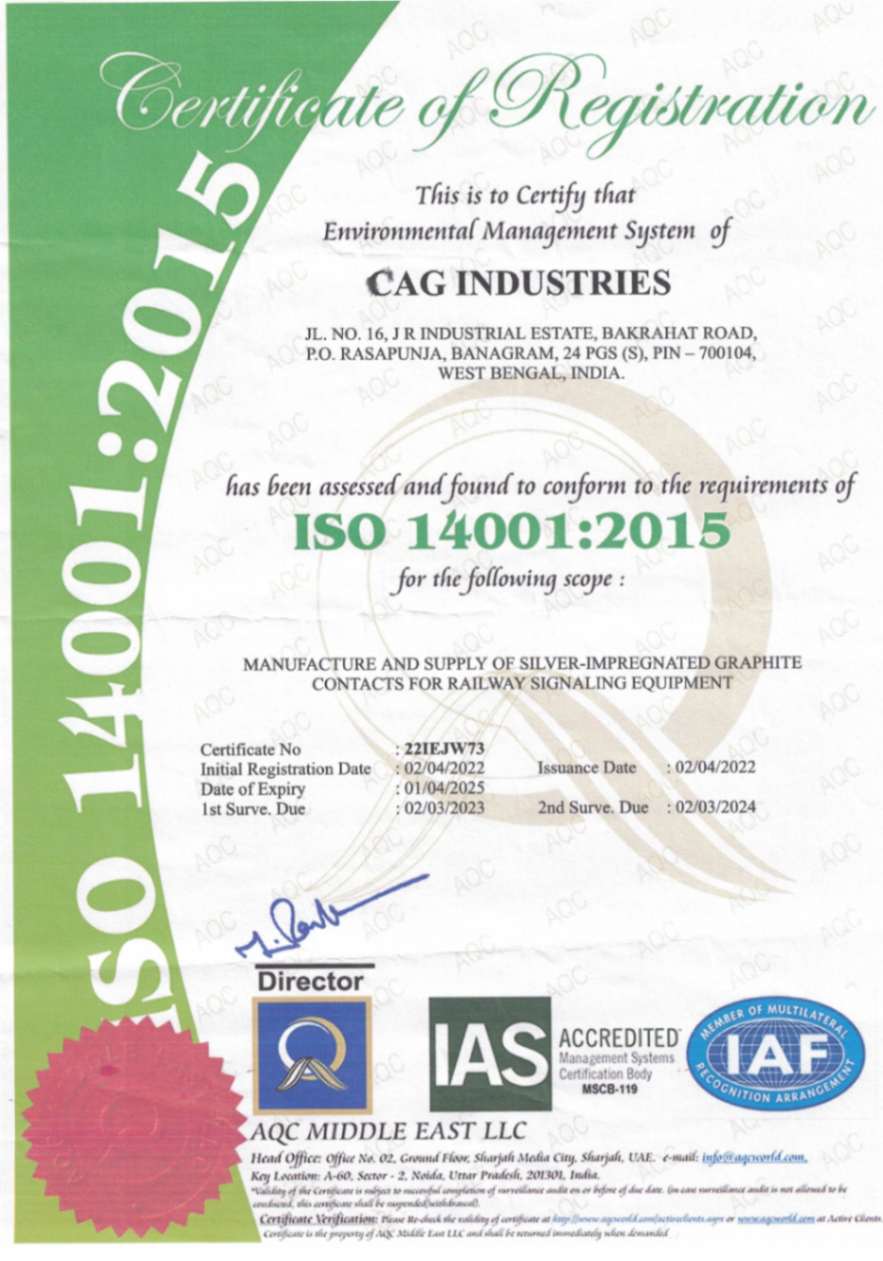 Certificate of Registration
ISO 14001:2015
This is to Certify that
Environmental Management System of
CAG INDUSTRIES
JL. NO. 16, J R INDUSTRIAL ESTATE, BAKRAHAT ROAD,
P.O. RASAPUNJA, BANAGRAM, 24 PGS (S), PIN – 700104,
WEST BENGAL, INDIA.
has been assessed and found to conform to the requirements of
ISO 14001:2015
for the following scope :
MANUFACTURE AND SUPPLY OF SILVER-IMPREGNATED GRAPHITE
CONTACTS FOR RAILWAY SIGNALING EQUIPMENT
Certificate No : 22IEJW73
Initial Registration Date : 02/04/2022 Issuance Date : 02/04/2022
Date of Expiry : 01/04/2025
1st Surve. Due : 02/03/2023 2nd Surve. Due : 02/03/2024
Director
IAS ACCREDITED
Management Systems
Certification Body
MSCB-119
MEMBER OF MULTILATERAL
IAF
RECOGNITION ARRANGEMENT
AQC MIDDLE EAST LLC
Head Office: Office No. 02, Ground Floor, Sharjah Media City, Sharjah, UAE. e-mail: info@aqcworld.com,
Key Location: A-60, Sector - 2, Noida, Uttar Pradesh, 201301, India.
*Validity of the Certificate is subject to successful completion of surveillance audit on or before of due date. (in case surveillance audit is not allowed to be
conducted, this certificate shall be suspended/withdrawal).
Certificate Verification: Please Re-check the validity of certificate at http://www.aqcworld.com/activeclients.aspx or www.aqcworld.com at Active Clients.
Certificate is the property of AQC Middle East LLC and shall be returned immediately when demanded